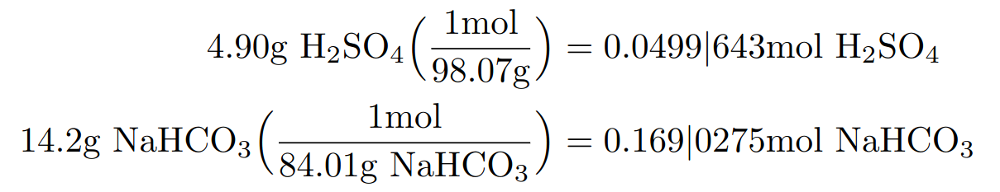 4.90g H₂SO₄(1mol/98.07g) = 0.0499|643mol H₂SO₄
14.2g NaHCO₃(1mol/84.01g NaHCO₃) = 0.169|0275mol NaHCO₃